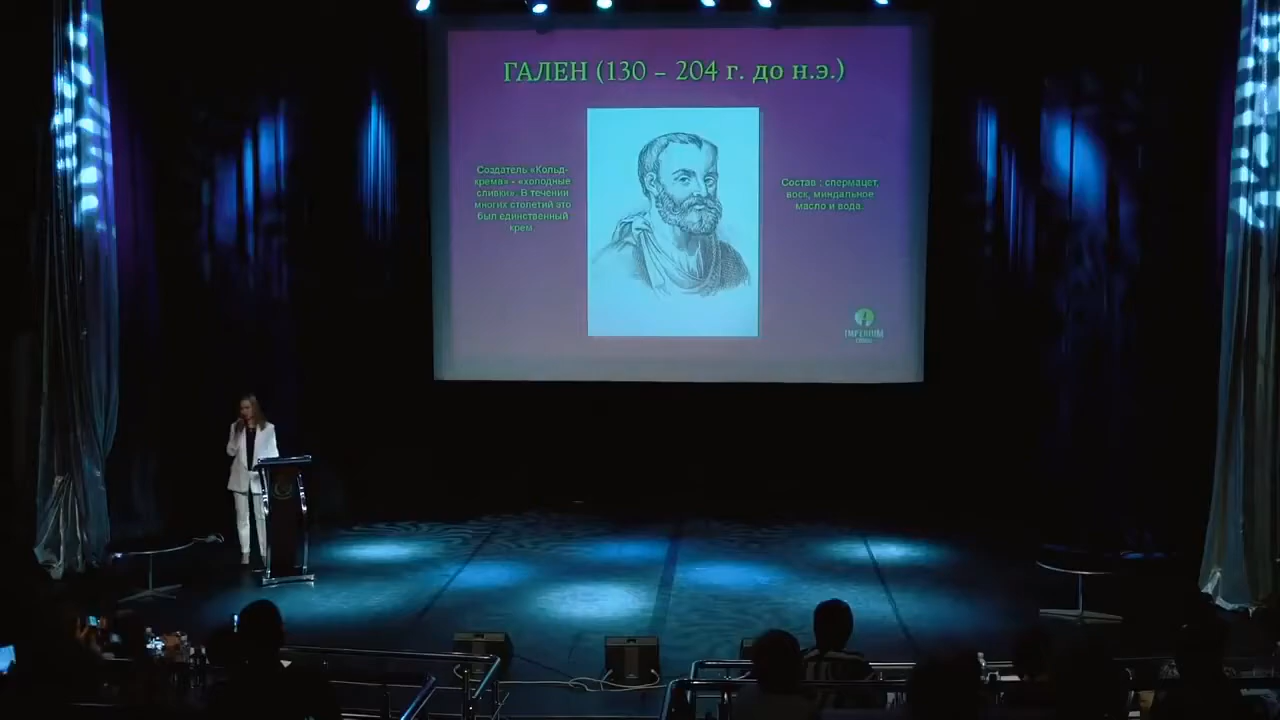 ГАЛЕН (130 – 204 г. до н.э.)
Создатель «Кольд-
крема» - «холодные
сливки». В течении
многих столетий это
был единственный
крем
Состав : спермацет,
воск, миндальное
масло и вода.
IMPERIUM